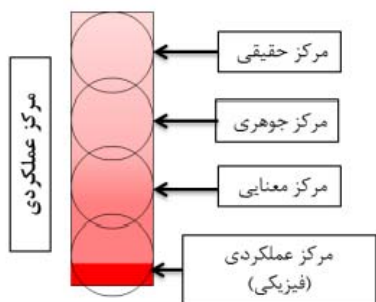 مرکز حقیقی
مرکز جوهری
مرکز معنایی
مرکز عملکردی
(فیزیکی)
مرکز عملکردی